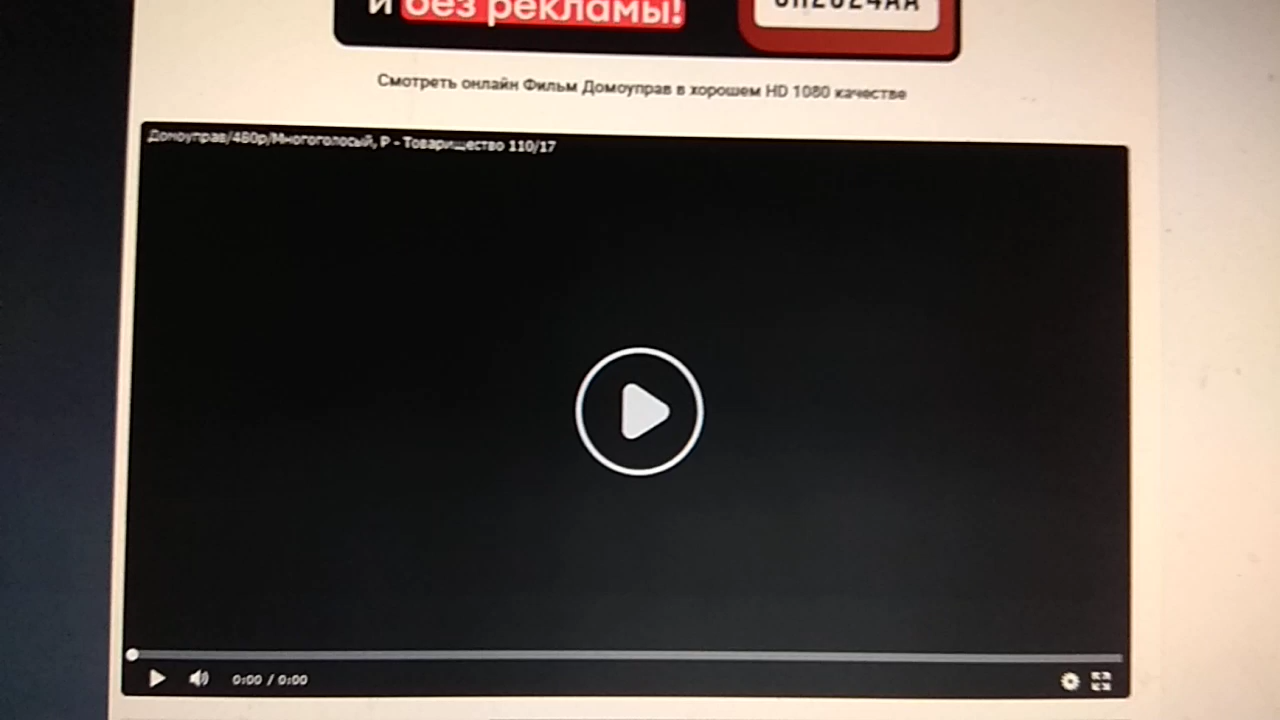 и без рекламы!
Смотреть онлайн Фильм Домоуправ в хорошем HD 1080 качестве
Домоуправ/480p/Многоголосый, P - Товарищество 110/17
0:00 / 0:00